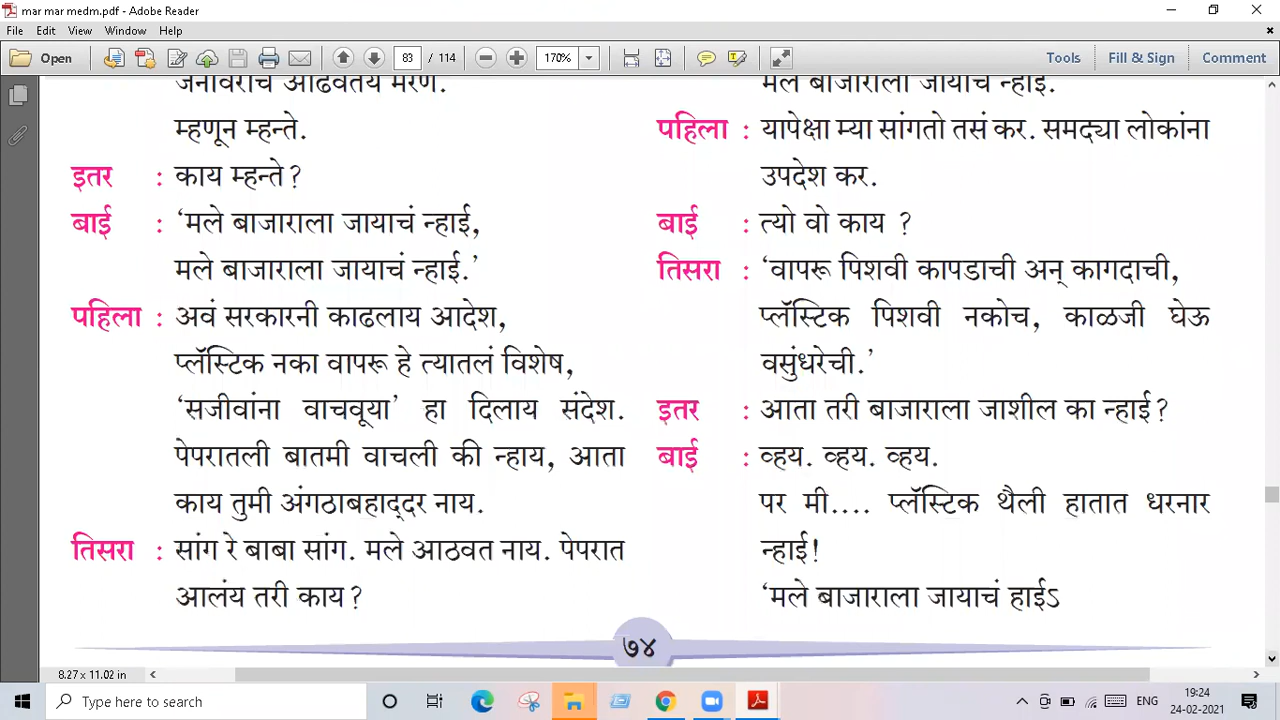 mar mar medm.pdf - Adobe Reader
File Edit View Window Help
Open 83 / 114 170% Tools Fill & Sign Comment
जनावरांचं ओढवतंय मरण.
म्हणून म्हन्ते.
इतर : काय म्हन्ते?
बाई : ‘मले बाजाराला जायाचं न्हाई,
मले बाजाराला जायाचं न्हाई.’
पहिला : अवं सरकारनी काढलाय आदेश,
प्लॅस्टिक नका वापरू हे त्यातलं विशेष,
‘सजीवांना वाचवूया’ हा दिलाय संदेश.
पेपरातली बातमी वाचली की न्हाय, आता
काय तुमी अंगठाबहाद्दर नाय.
तिसरा : सांग रे बाबा सांग. मले आठवत नाय. पेपरात
आलंय तरी काय?
मले बाजाराला जायाचं न्हाई.
पहिला : यापेक्षा म्या सांगतो तसं कर. समद्या लोकांना
उपदेश कर.
बाई : त्यो वो काय ?
तिसरा : ‘वापरू पिशवी कापडाची अन् कागदाची,
प्लॅस्टिक पिशवी नकोच, काळजी घेऊ
वसुंधरेची.’
इतर : आता तरी बाजाराला जाशील का न्हाई?
बाई : व्हय. व्हय. व्हय.
पर मी.... प्लॅस्टिक थैली हातात धरनार
न्हाई!
‘मले बाजाराला जायाचं हाईऽ
७४
8.27 x 11.02 in
Type here to search
ENG
19:24
24-02-2021